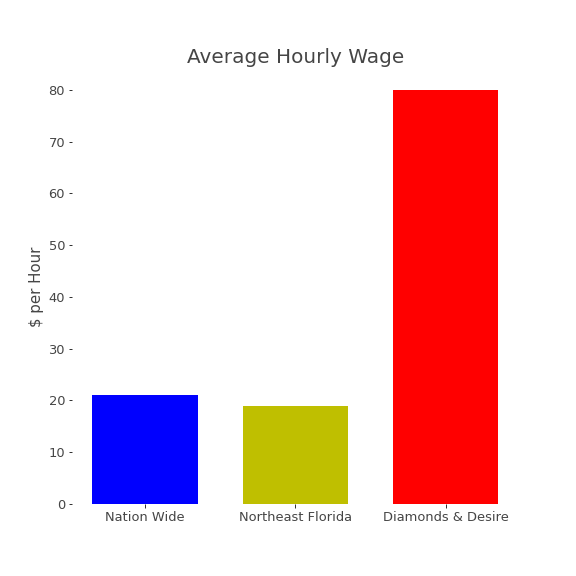 Average Hourly Wage
$ per Hour
80
70
60
50
40
30
20
10
0
Nation Wide
Northeast Florida
Diamonds & Desire